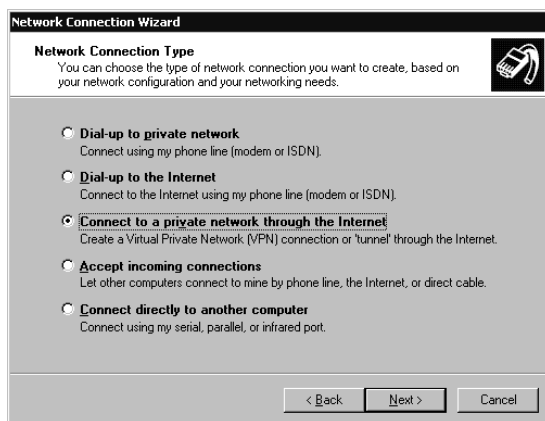 Network Connection Wizard
Network Connection Type
You can choose the type of network connection you want to create, based on
your network configuration and your networking needs.
Dial-up to private network
Connect using my phone line (modem or ISDN).
Dial-up to the Internet
Connect to the Internet using my phone line (modem or ISDN).
Connect to a private network through the Internet
Create a Virtual Private Network (VPN) connection or 'tunnel' through the Internet.
Accept incoming connections
Let other computers connect to mine by phone line, the Internet, or direct cable.
Connect directly to another computer
Connect using my serial, parallel, or infrared port.
< Back Next > Cancel